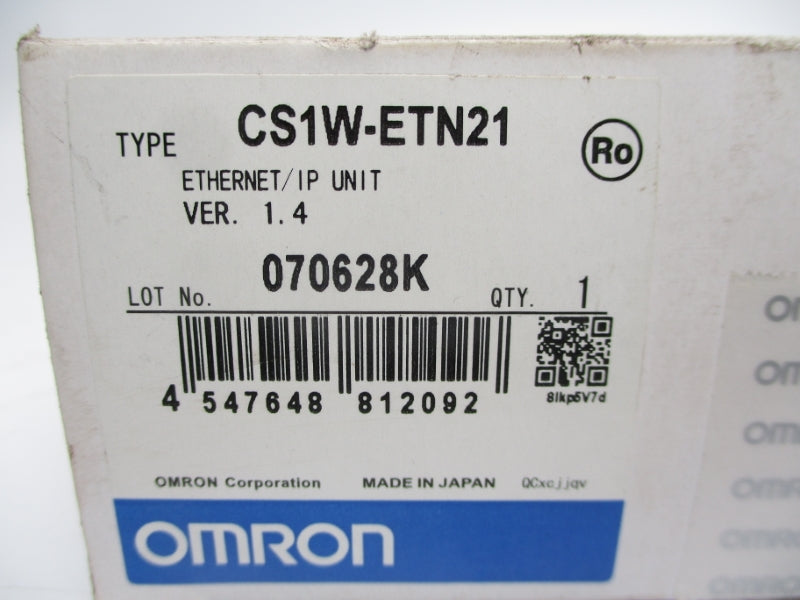 TYPE CS1W-ETN21
Ro
ETHERNET/IP UNIT
VER. 1.4
LOT No. 070628K QTY. 1
4 547648 812092
8lkp5V7d
OMRON Corporation MADE IN JAPAN QCxcjjqv
OMRON